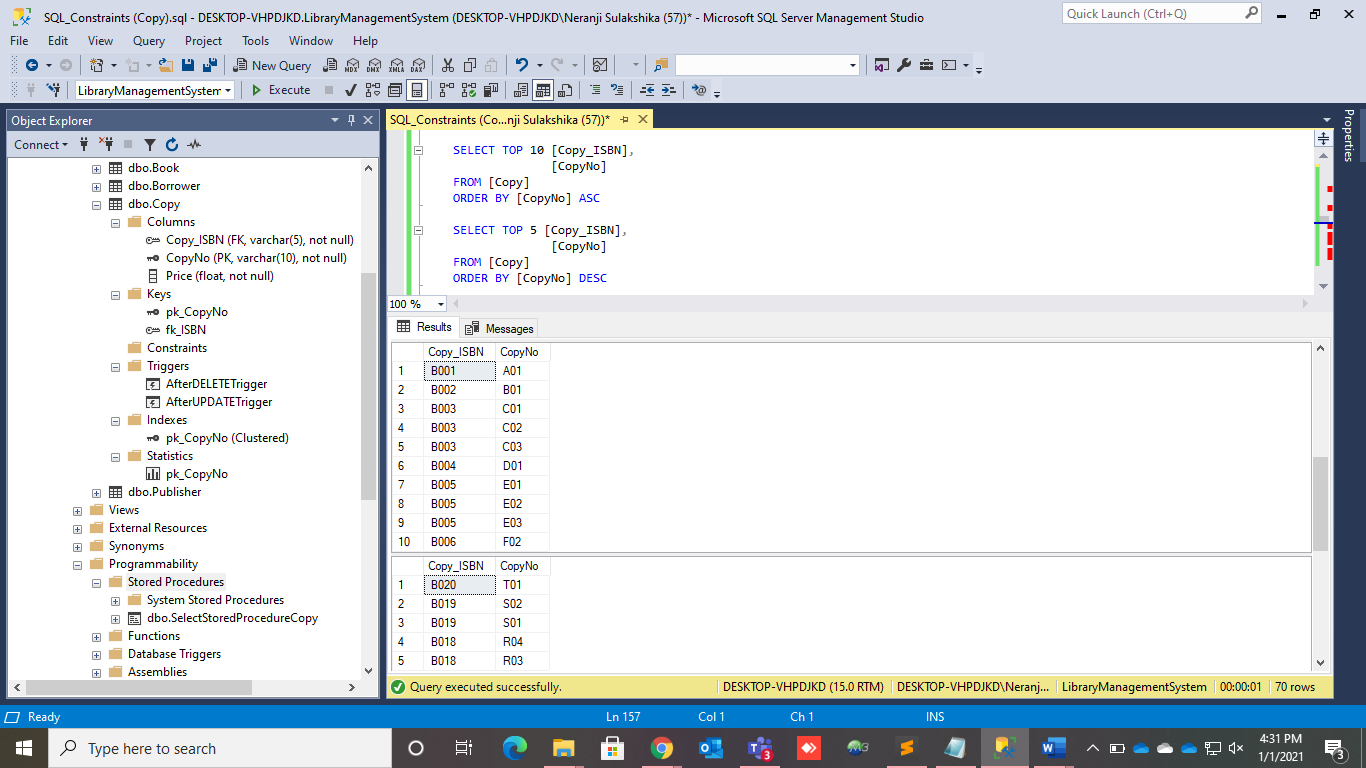 SQL_Constraints (Copy).sql - DESKTOP-VHPDJKD.LibraryManagementSystem (DESKTOP-VHPDJKD\Neranji Sulakshika (57))* - Microsoft SQL Server Management Studio
Quick Launch (Ctrl+Q)
File Edit View Query Project Tools Window Help
New Query MDX DMX XMLA DAX
LibraryManagementSystem Execute
Object Explorer
Connect
dbo.Book
dbo.Borrower
dbo.Copy
Columns
Copy_ISBN (FK, varchar(5), not null)
CopyNo (PK, varchar(10), not null)
Price (float, not null)
Keys
pk_CopyNo
fk_ISBN
Constraints
Triggers
AfterDELETETrigger
AfterUPDATETrigger
Indexes
pk_CopyNo (Clustered)
Statistics
pk_CopyNo
dbo.Publisher
Views
External Resources
Synonyms
Programmability
Stored Procedures
System Stored Procedures
dbo.SelectStoredProcedureCopy
Functions
Database Triggers
Assemblies
SQL_Constraints (Co...nji Sulakshika (57))*
SELECT TOP 10 [Copy_ISBN],
[CopyNo]
FROM [Copy]
ORDER BY [CopyNo] ASC
SELECT TOP 5 [Copy_ISBN],
[CopyNo]
FROM [Copy]
ORDER BY [CopyNo] DESC
100 %
Results Messages
Copy_ISBN CopyNo
1 B001 A01
2 B002 B01
3 B003 C01
4 B003 C02
5 B003 C03
6 B004 D01
7 B005 E01
8 B005 E02
9 B005 E03
10 B006 F02
Copy_ISBN CopyNo
1 B020 T01
2 B019 S02
3 B019 S01
4 B018 R04
5 B018 R03
Query executed successfully. DESKTOP-VHPDJKD (15.0 RTM) DESKTOP-VHPDJKD\Neranj... LibraryManagementSystem 00:00:01 70 rows
Properties
Ready Ln 157 Col 1 Ch 1 INS
Type here to search
4:31 PM
1/1/2021
3
3